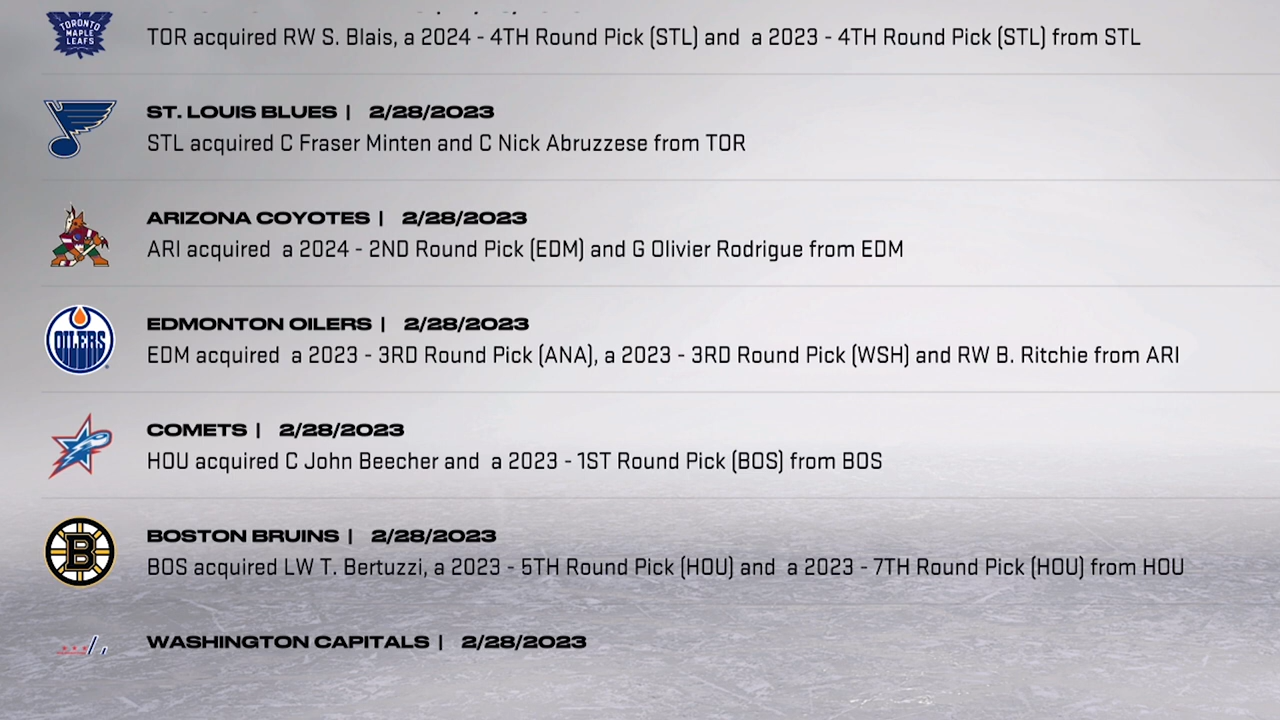 TORONTO
MAPLE
LEAFS
TOR acquired RW S. Blais, a 2024 - 4TH Round Pick (STL) and a 2023 - 4TH Round Pick (STL) from STL
ST. LOUIS BLUES | 2/28/2023
STL acquired C Fraser Minten and C Nick Abruzzese from TOR
ARIZONA COYOTES | 2/28/2023
ARI acquired a 2024 - 2ND Round Pick (EDM) and G Olivier Rodrigue from EDM
OILERS
EDMONTON OILERS | 2/28/2023
EDM acquired a 2023 - 3RD Round Pick (ANA), a 2023 - 3RD Round Pick (WSH) and RW B. Ritchie from ARI
COMETS | 2/28/2023
HOU acquired C John Beecher and a 2023 - 1ST Round Pick (BOS) from BOS
B
BOSTON BRUINS | 2/28/2023
BOS acquired LW T. Bertuzzi, a 2023 - 5TH Round Pick (HOU) and a 2023 - 7TH Round Pick (HOU) from HOU
WASHINGTON CAPITALS | 2/28/2023